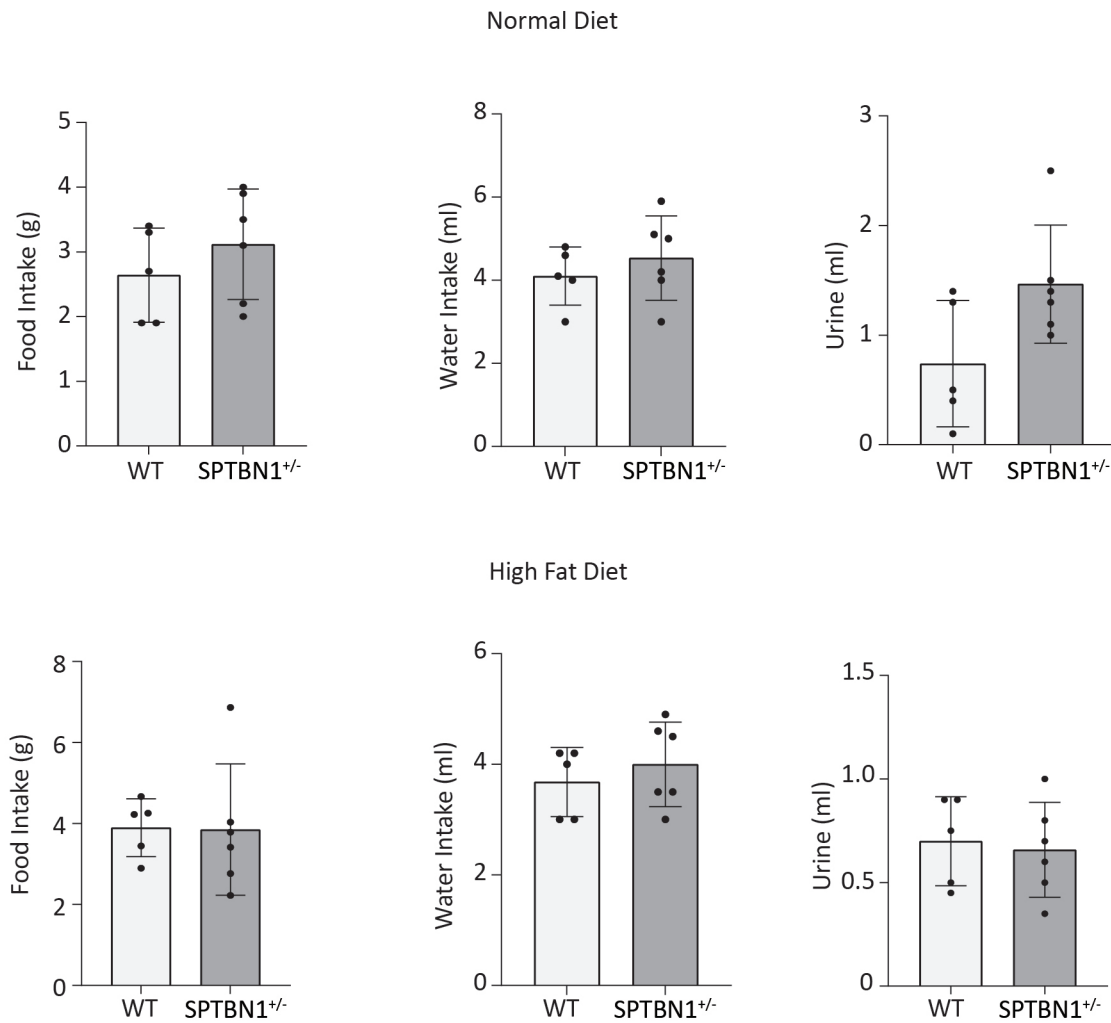 Normal Diet
Food Intake (g)
5
4
3
2
1
0
WT
SPTBN1+/-
Water Intake (ml)
8
6
4
2
0
WT
SPTBN1+/-
Urine (ml)
3
2
1
0
WT
SPTBN1+/-
High Fat Diet
Food Intake (g)
8
6
4
2
0
WT
SPTBN1+/-
Water Intake (ml)
6
4
2
0
WT
SPTBN1+/-
Urine (ml)
1.5
1.0
0.5
0
WT
SPTBN1+/-